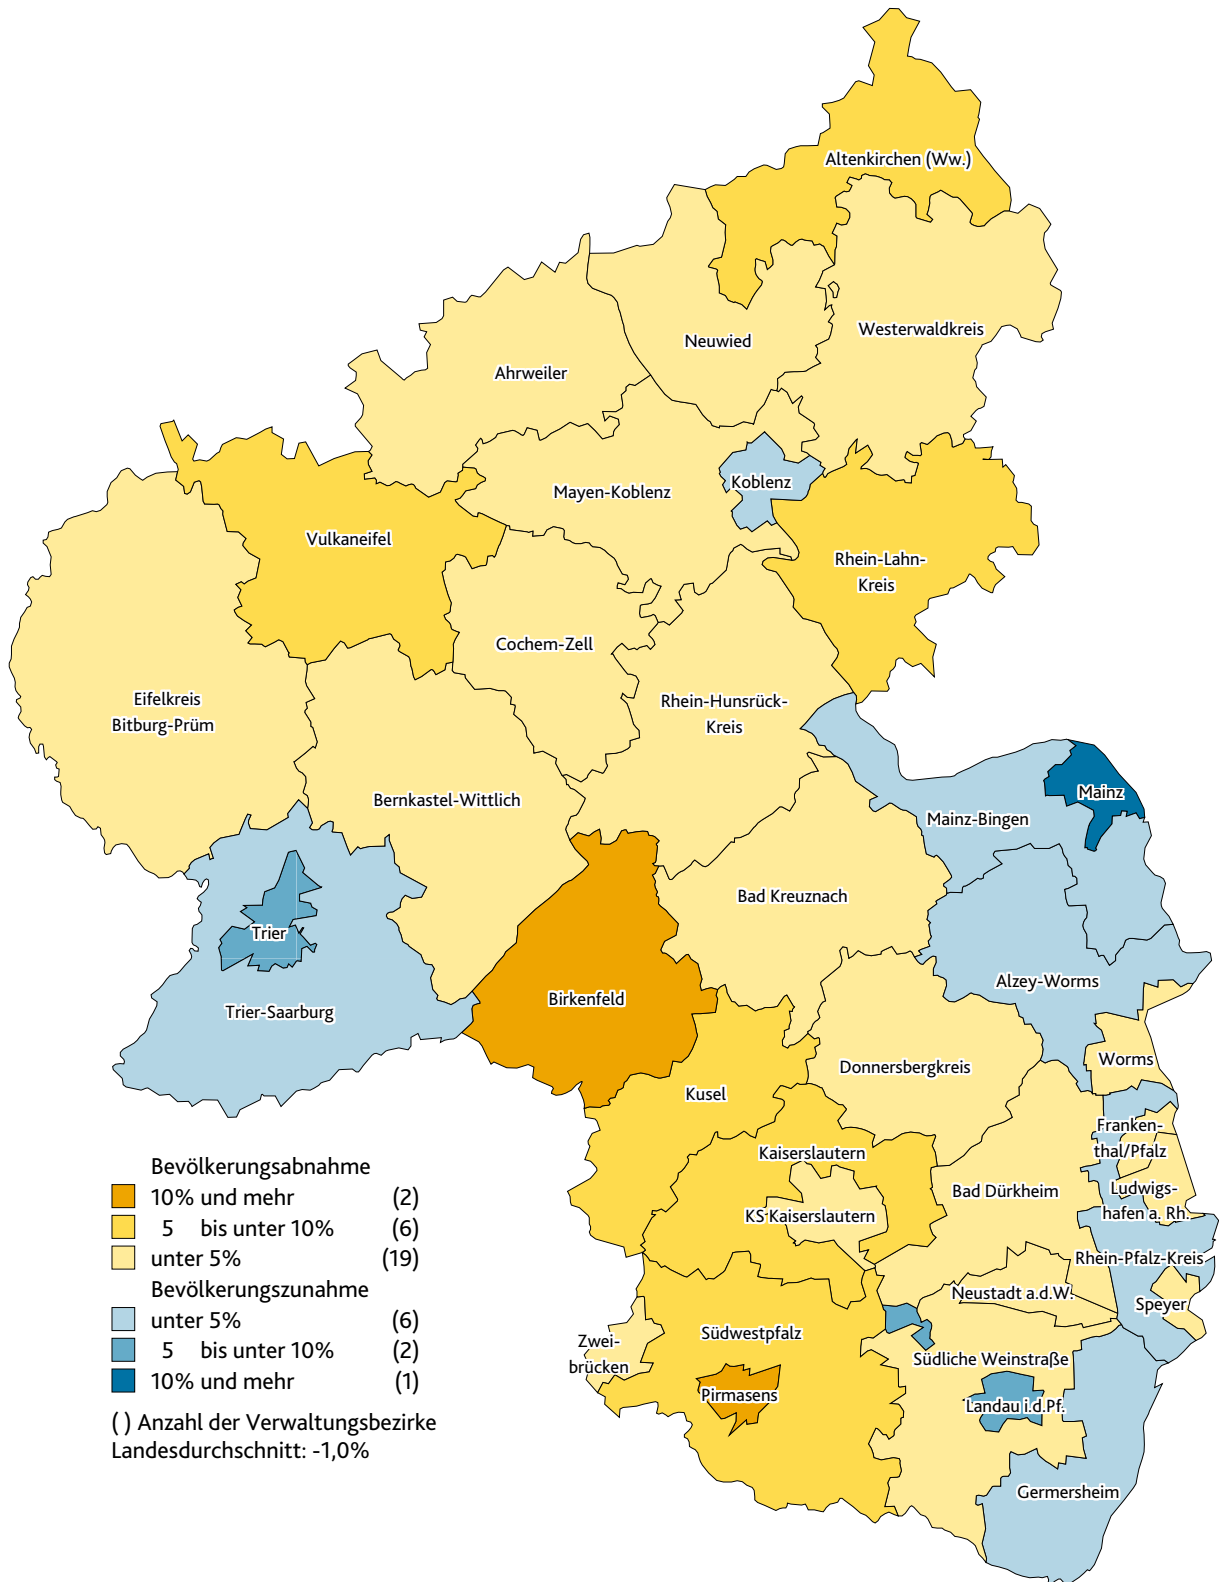 Altenkirchen (Ww.)
Neuwied
Westerwaldkreis
Ahrweiler
Koblenz
Mayen-Koblenz
Vulkaneifel
Rhein-Lahn-
Kreis
Cochem-Zell
Eifelkreis
Bitburg-Prüm
Rhein-Hunsrück-
Kreis
Bernkastel-Wittlich
Mainz
Mainz-Bingen
Bad Kreuznach
Trier
Alzey-Worms
Birkenfeld
Trier-Saarburg
Worms
Donnersbergkreis
Kusel
Franken-
thal/Pfalz
Kaiserslautern
Bad Dürkheim
Ludwigs-
hafen a. Rh.
KS Kaiserslautern
Rhein-Pfalz-Kreis
Neustadt a.d.W.
Speyer
Zwei-
brücken
Südwestpfalz
Südliche Weinstraße
Pirmasens
Landau i.d.Pf.
Germersheim
Bevölkerungsabnahme
10% und mehr (2)
5 bis unter 10% (6)
unter 5% (19)
Bevölkerungszunahme
unter 5% (6)
5 bis unter 10% (2)
10% und mehr (1)
( ) Anzahl der Verwaltungsbezirke
Landesdurchschnitt: -1,0%